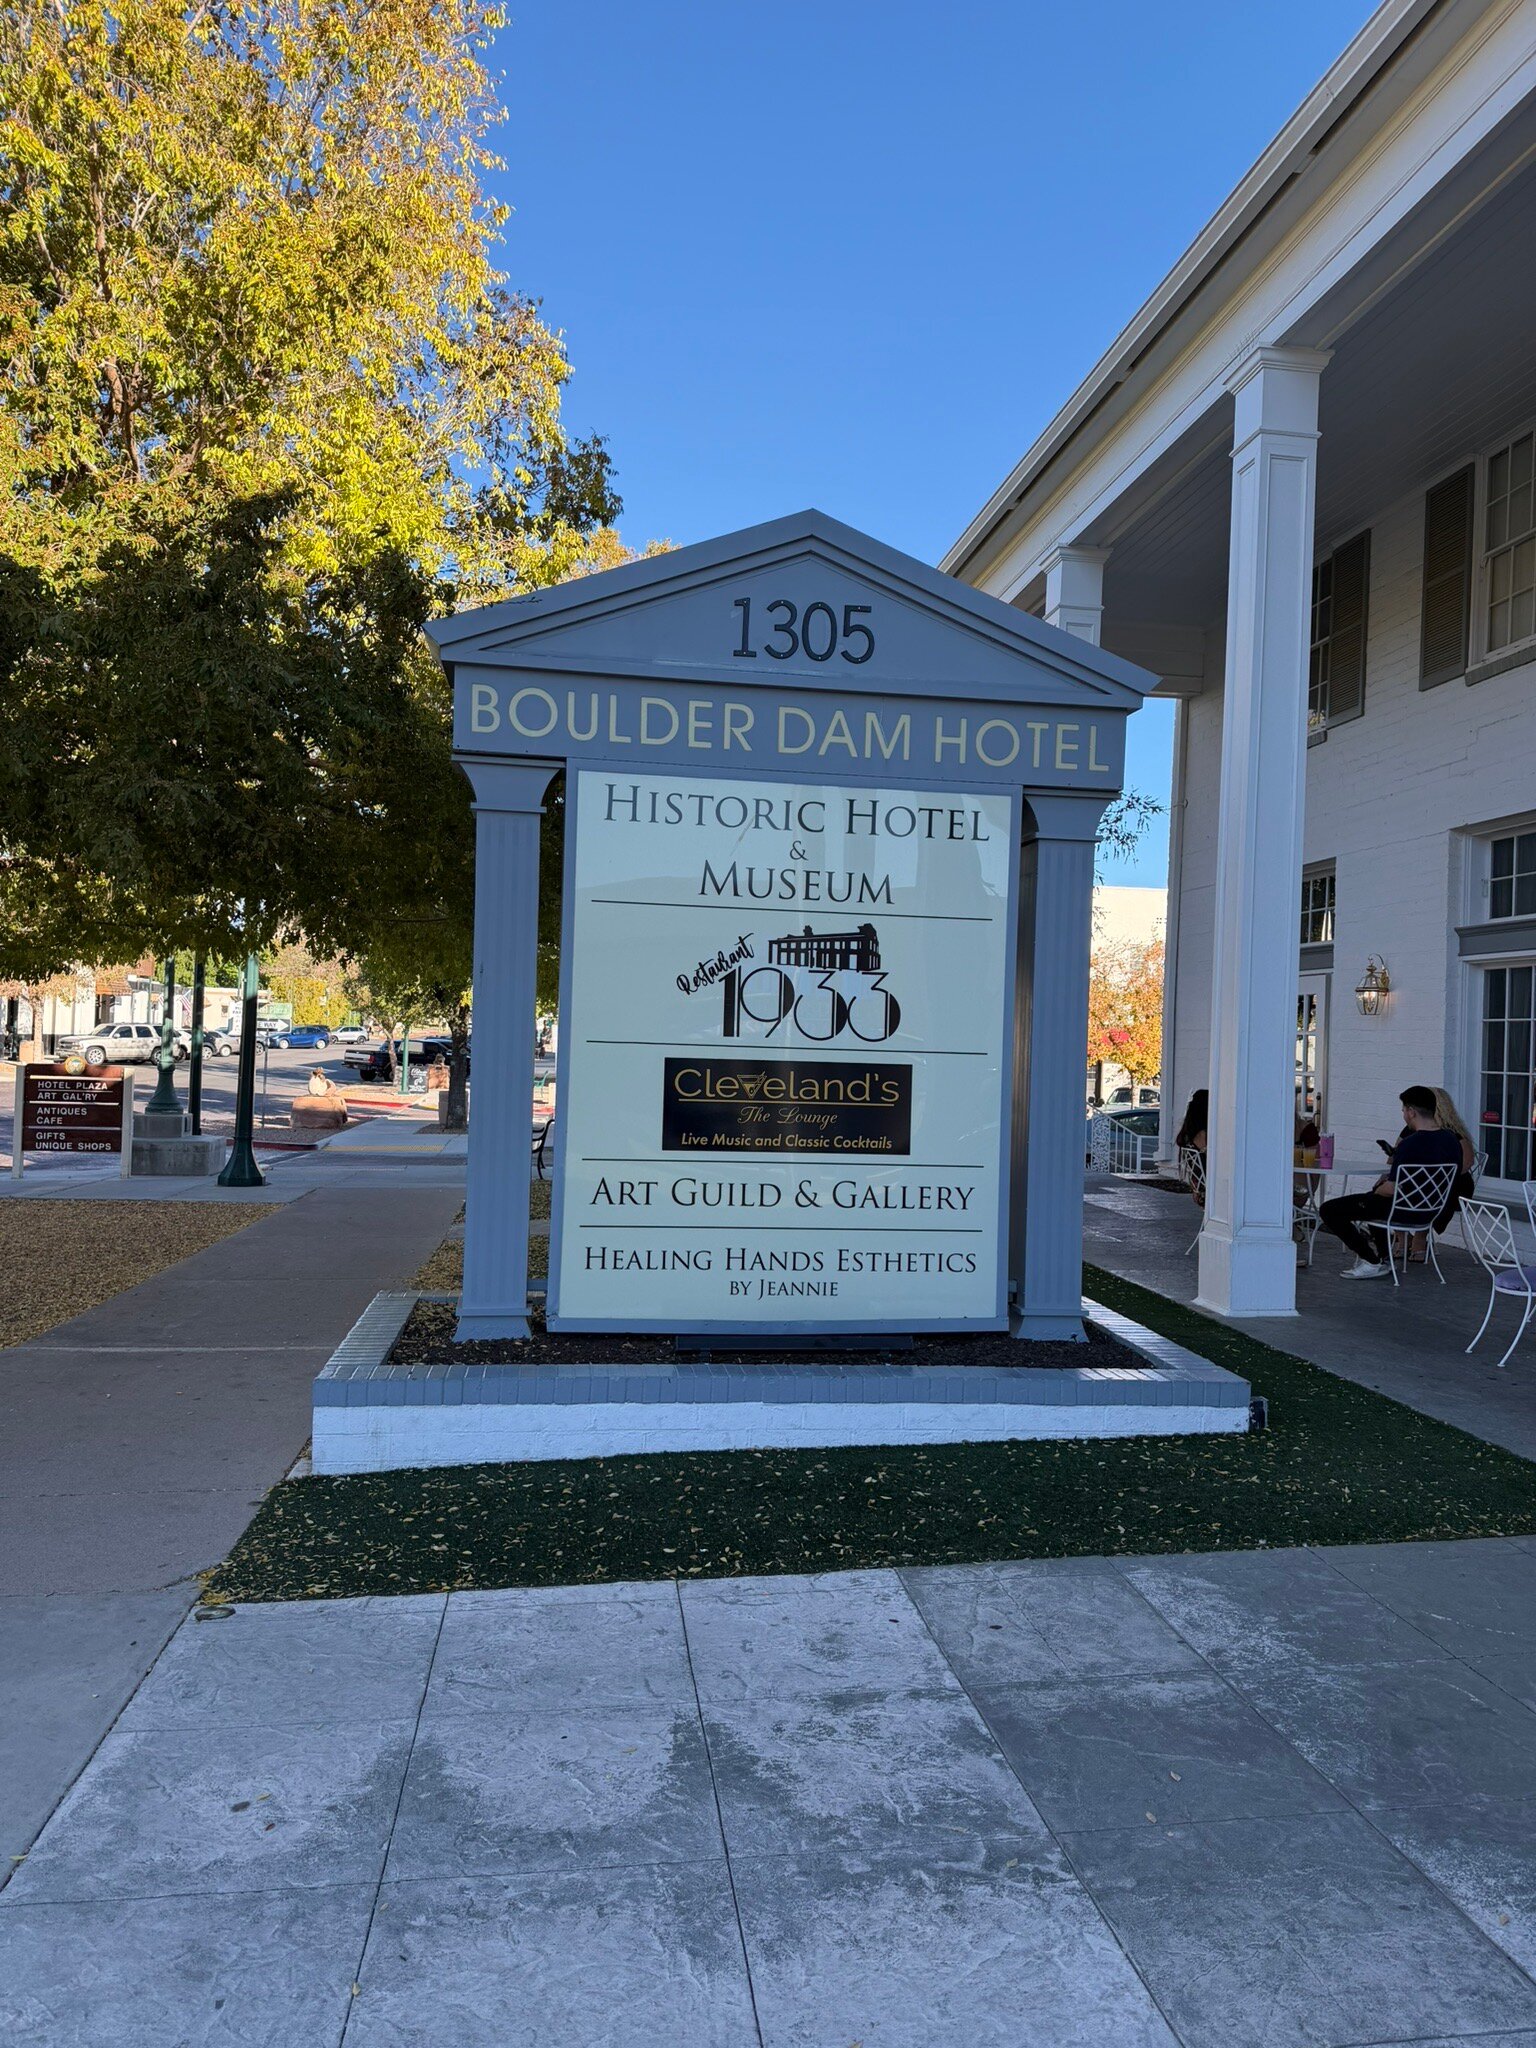 1305
BOULDER DAM HOTEL
HISTORIC HOTEL
&
MUSEUM
Restaurant
1933
Cleveland's
The Lounge
Live Music and Classic Cocktails
ART GUILD & GALLERY
HEALING HANDS ESTHETICS
BY JEANNIE
HOTEL PLAZA
ART GAL'RY
ANTIQUES
CAFE
GIFTS
UNIQUE SHOPS